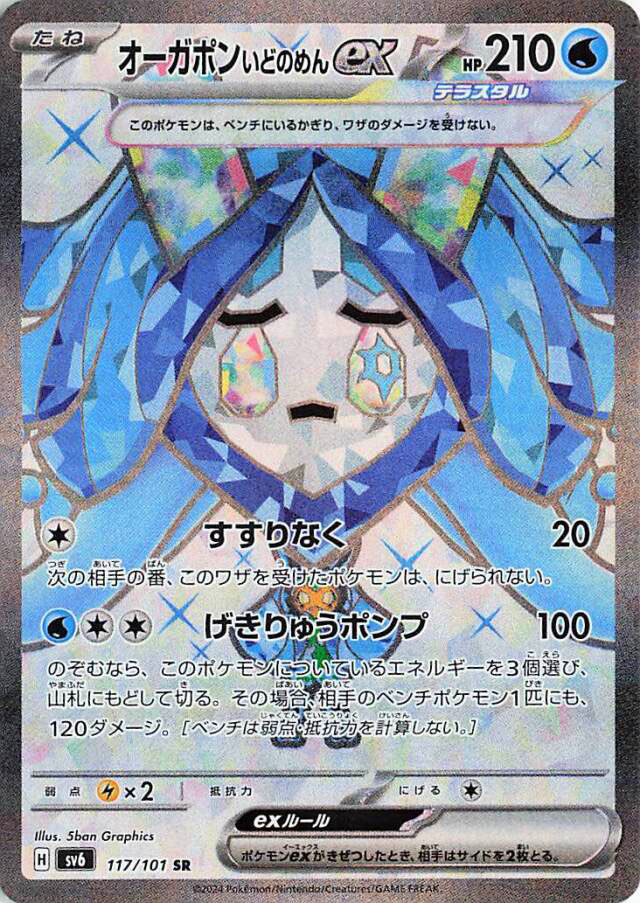 たね オーガポンいどのめんex HP210
テラスタル
このポケモンは、ベンチにいるかぎり、ワザのダメージを受けない。
すすりなく 20
次の相手の番、このワザを受けたポケモンは、にげられない。
げきりゅうポンプ 100
のぞむなら、このポケモンについているエネルギーを3個選び、
山札にもどして切る。その場合、相手のベンチポケモン1匹にも、
120ダメージ。[ベンチは弱点・抵抗力を計算しない。]
弱点 ×2 抵抗力 にげる
exルール
ポケモンexがきぜつしたとき、相手はサイドを2枚とる。
Illus. 5ban Graphics
H sv6 117/101 SR
©2024 Pokémon/Nintendo/Creatures/GAME FREAK.